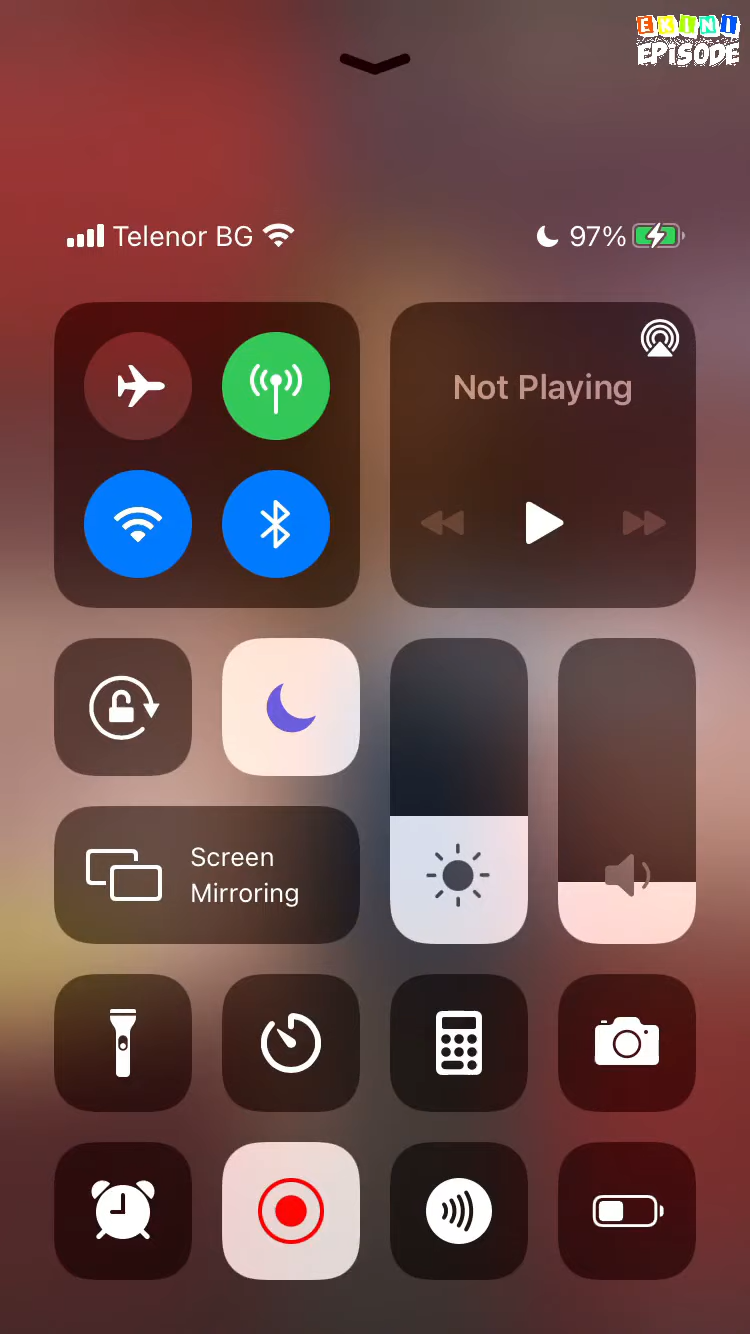 EKINI
EPISODE
Telenor BG
97%
Not Playing
Screen
Mirroring